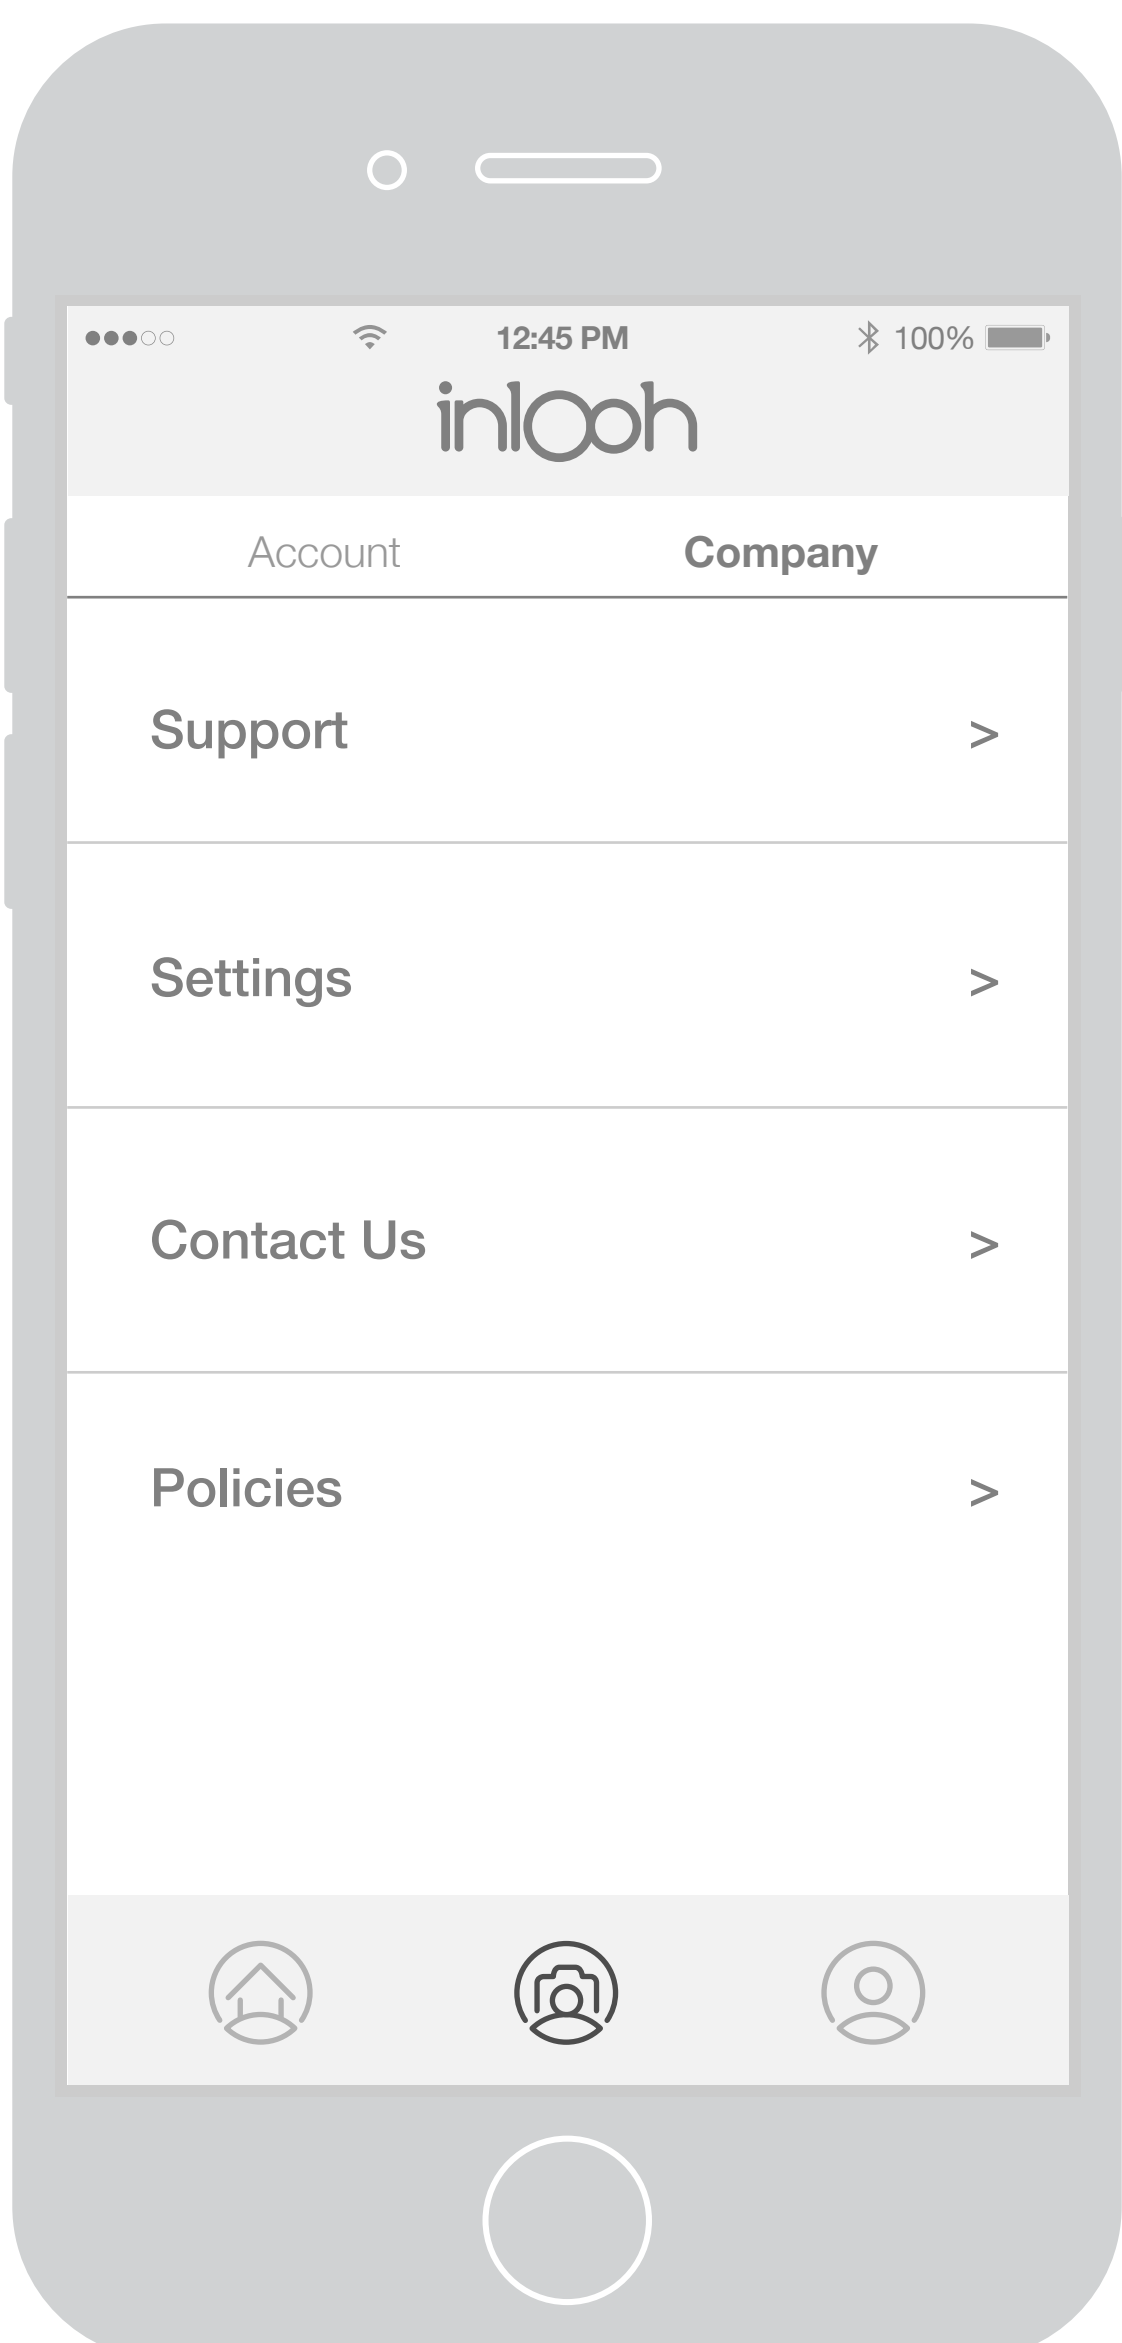 12:45 PM 100%
inlooh
Account Company
Support >
Settings >
Contact Us >
Policies >